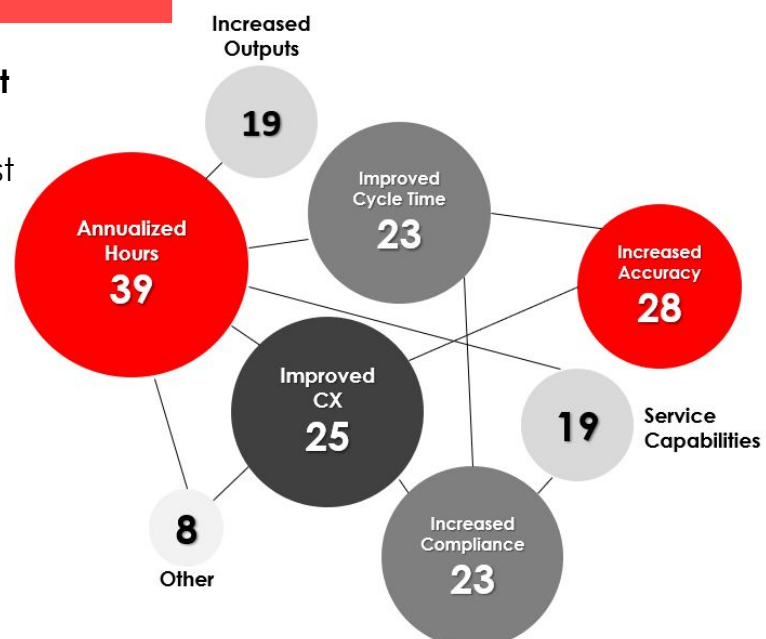 Increased
Outputs
19
Improved
Cycle Time
23
Annualized
Hours
39
Increased
Accuracy
28
Improved
CX
25
19
Service
Capabilities
8
Other
Increased
Compliance
23